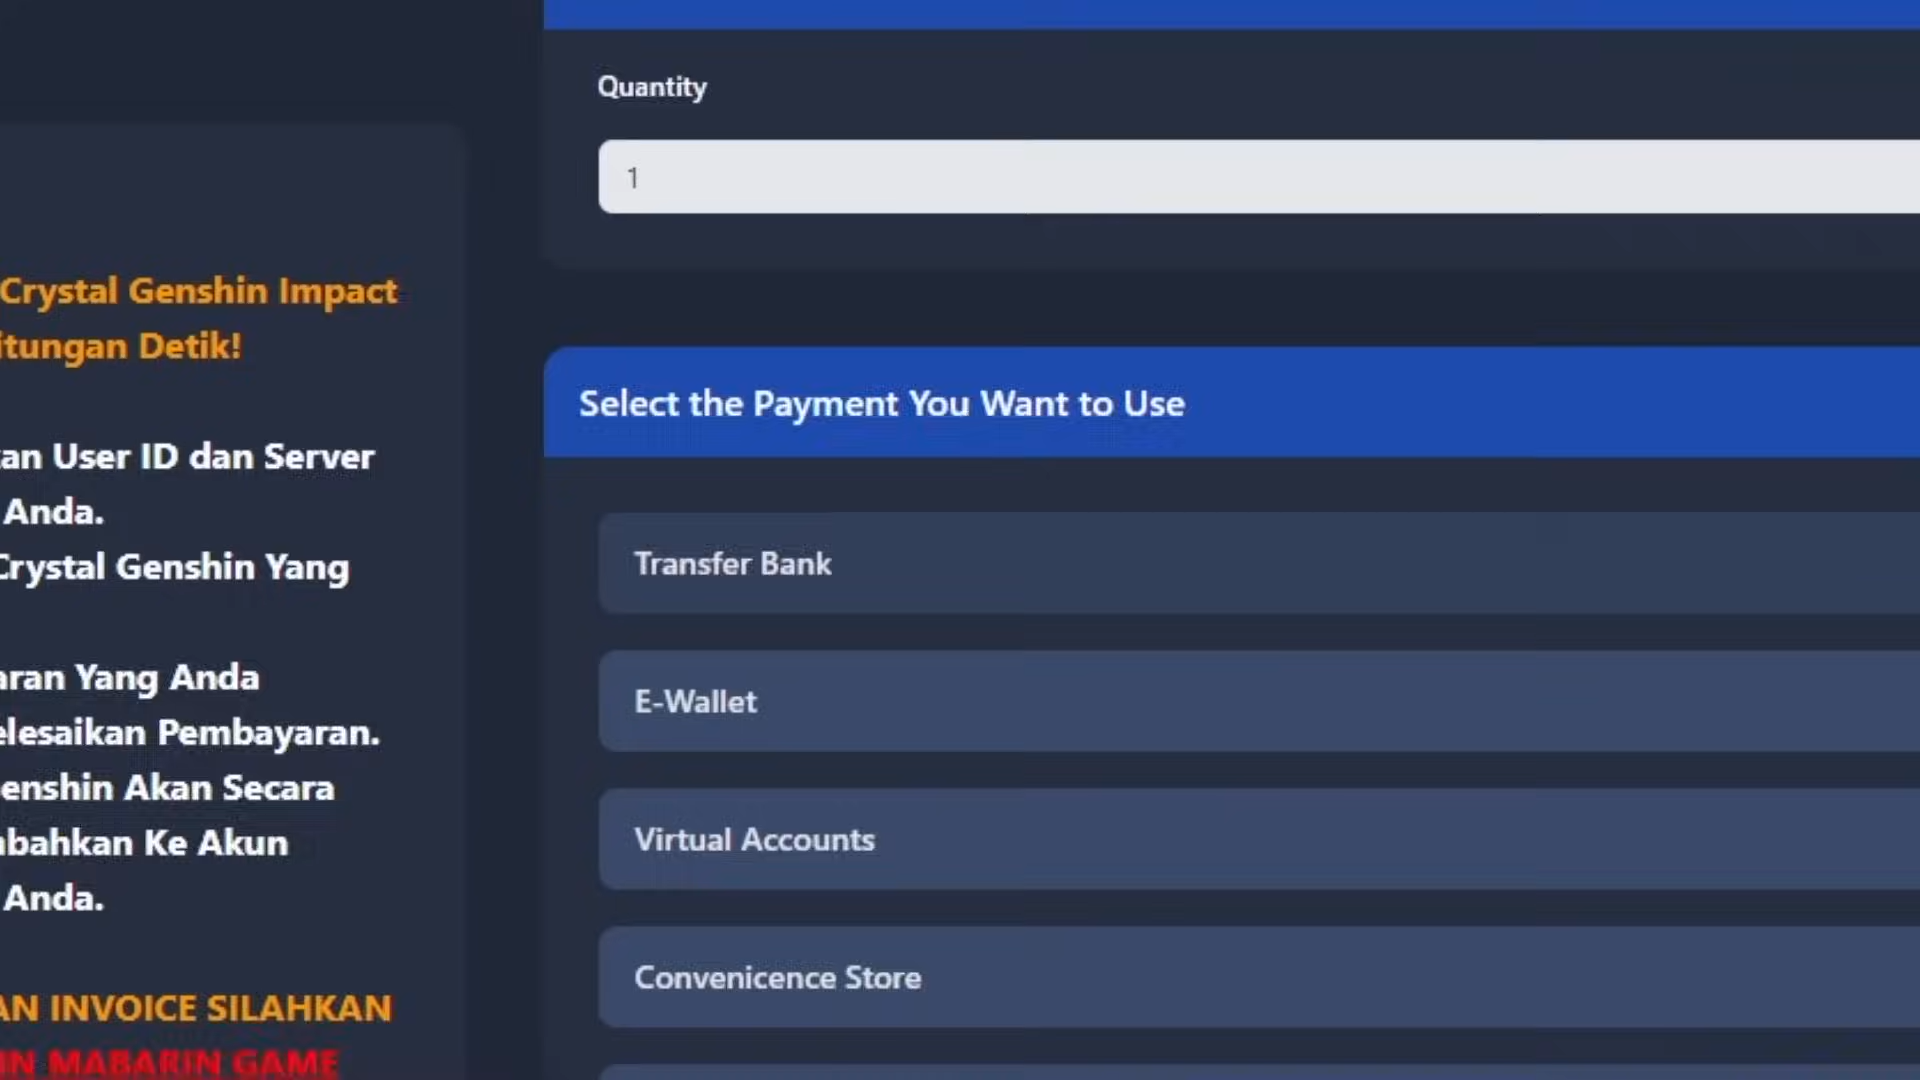 Crystal Genshin Impact
itungan Detik!
an User ID dan Server
Anda.
Crystal Genshin Yang
aran Yang Anda
elesaikan Pembayaran.
enshin Akan Secara
bahkan Ke Akun
Anda.
AN INVOICE SILAHKAN
IN MABARIN GAME
Quantity
1
Select the Payment You Want to Use
Transfer Bank
E-Wallet
Virtual Accounts
Convenicence Store